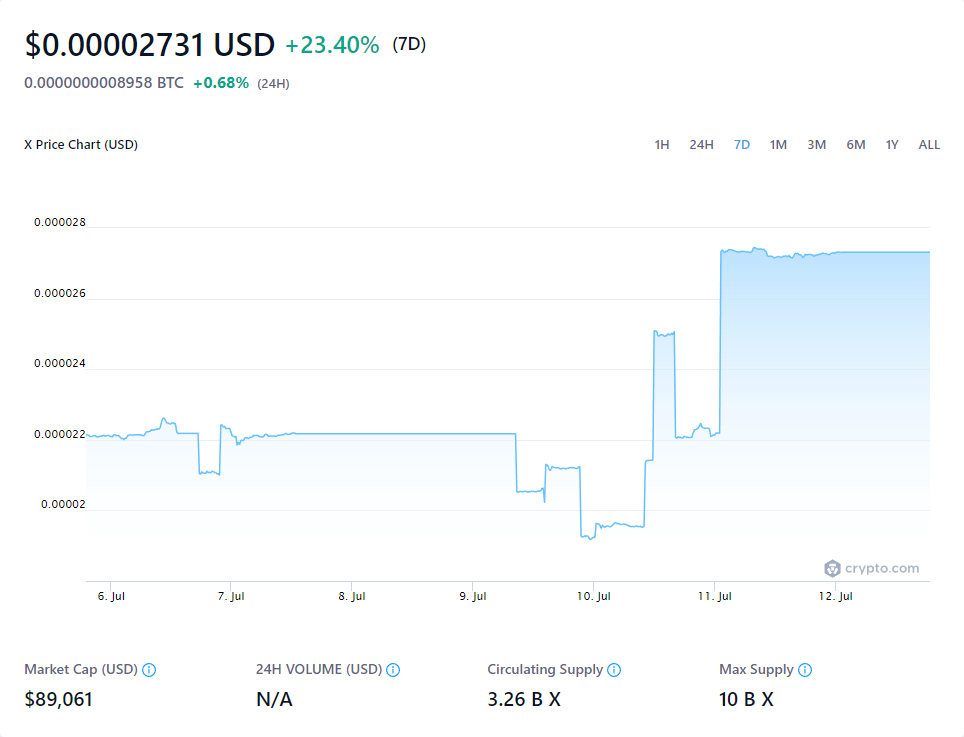 $0.00002731 USD +23.40% (7D)
0.0000000008958 BTC +0.68% (24H)
X Price Chart (USD) 1H 24H 7D 1M 3M 6M 1Y ALL
0.000028
0.000026
0.000024
0.000022
0.00002
crypto.com
6. Jul 7. Jul 8. Jul 9. Jul 10. Jul 11. Jul 12. Jul
Market Cap (USD) 24H VOLUME (USD) Circulating Supply Max Supply
$89,061 N/A 3.26 B X 10 B X